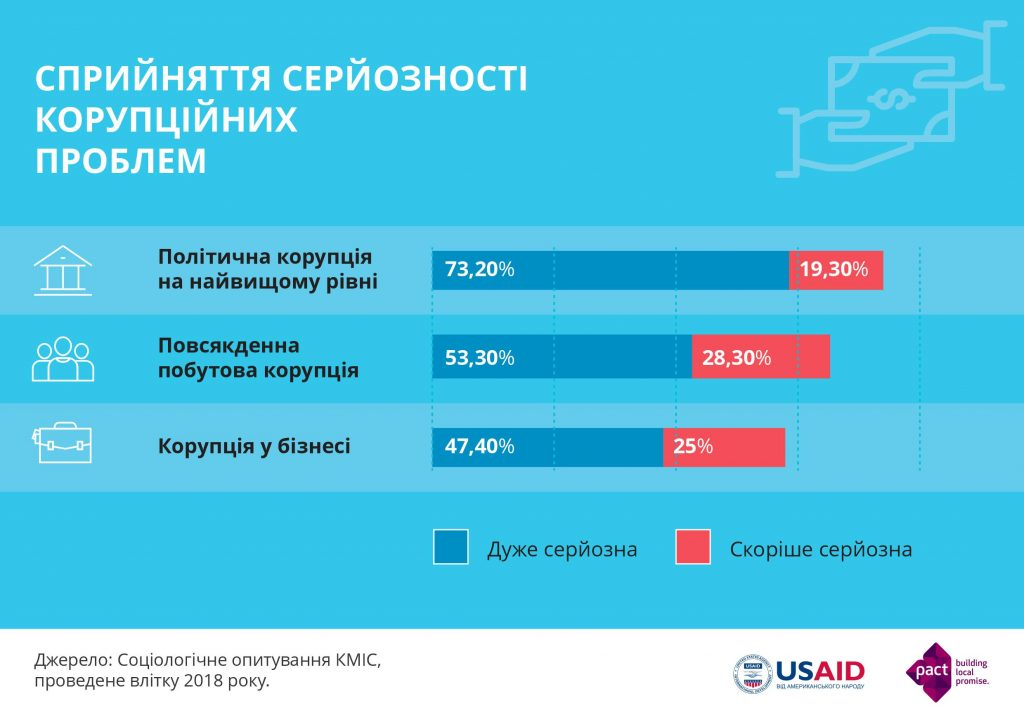 СПРИЙНЯТТЯ СЕРЙОЗНОСТІ
КОРУПЦІЙНИХ
ПРОБЛЕМ
Політична корупція
на найвищому рівні
73,20%
19,30%
Повсякденна
побутова корупція
53,30%
28,30%
Корупція у бізнесі
47,40%
25%
Дуже серйозна
Скоріше серйозна
Джерело: Соціологічне опитування КМІС,
проведене влітку 2018 року.
USAID
ВІД АМЕРИКАНСЬКОГО НАРОДУ
pact
building
local
promise.